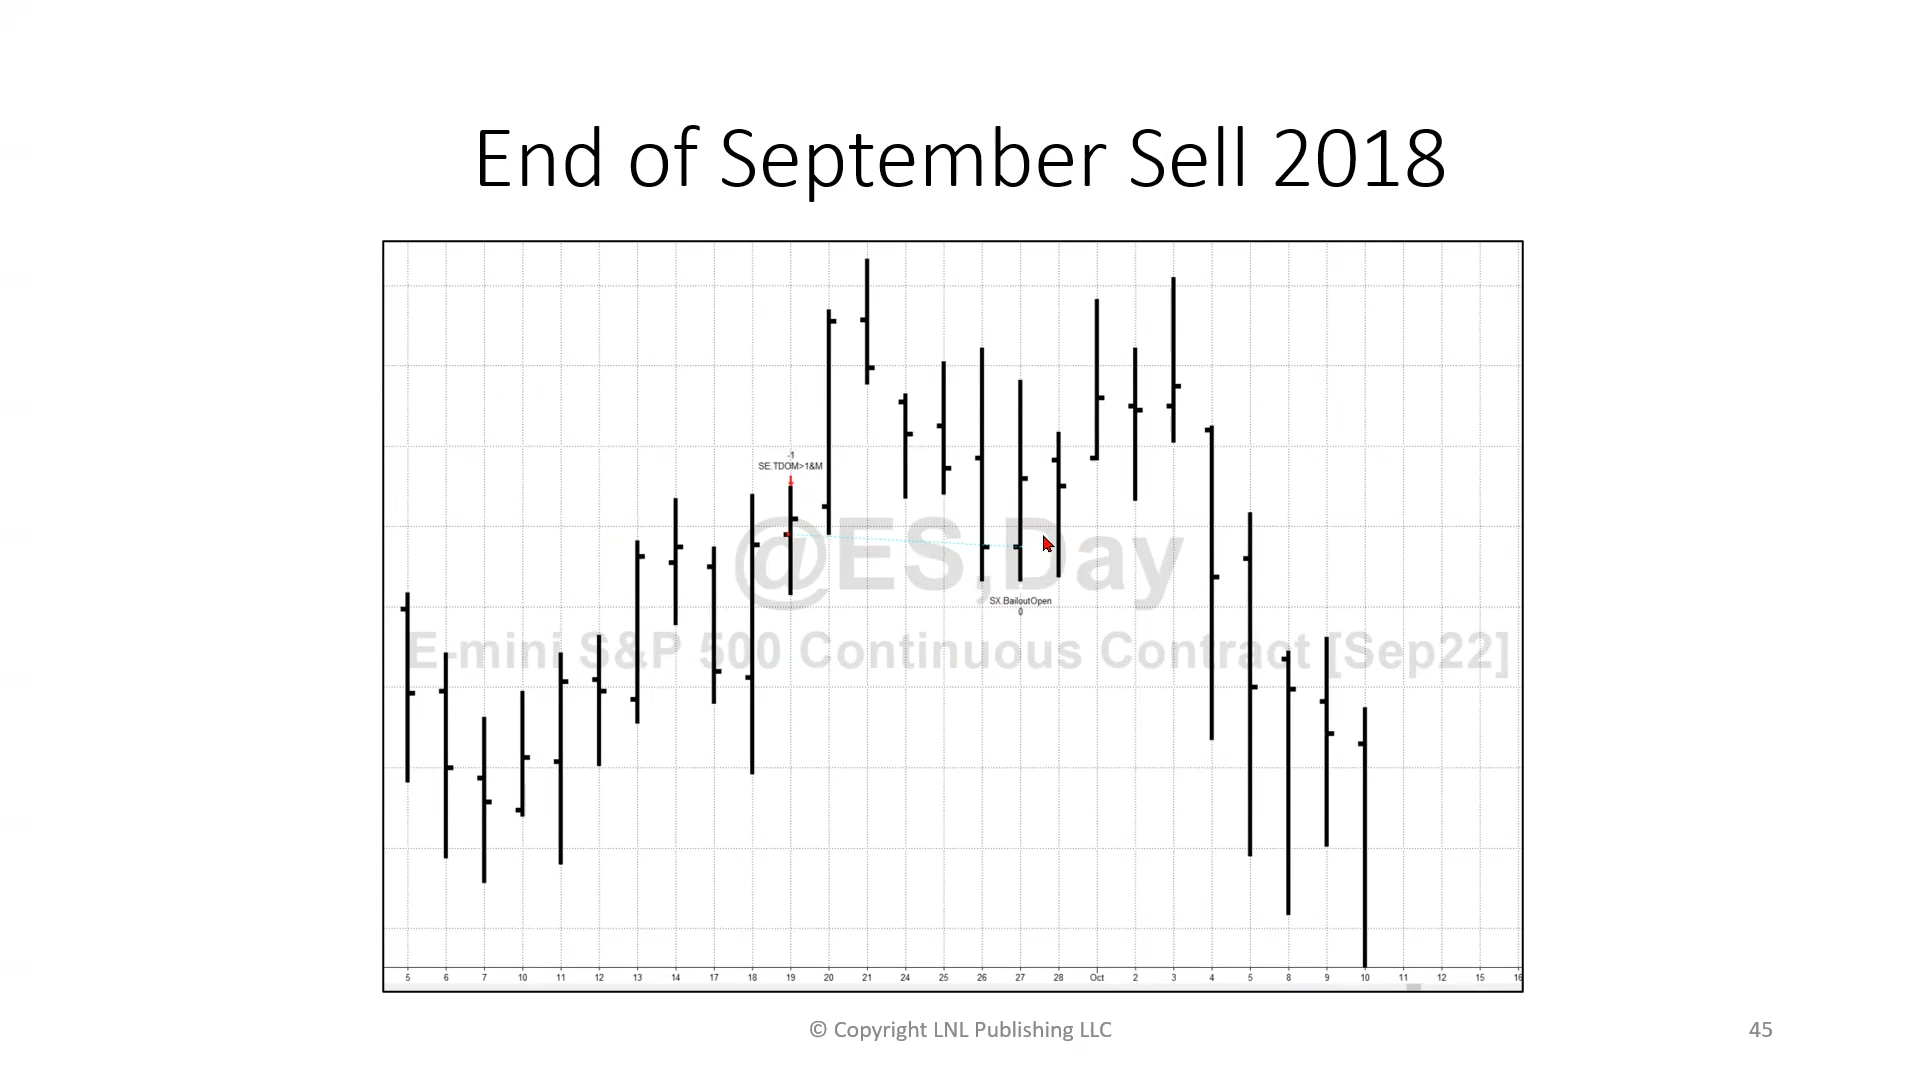 End of September Sell 2018
-1
SE.TDOM>1&M
@ES,Day
SX.BailoutOpen
0
E-mini S&P 500 Continuous Contract [Sep22]
5 6 7 10 11 12 13 14 17 18 19 20 21 24 25 26 27 28 Oct 2 3 4 5 8 9 10 11 12 15 16
© Copyright LNL Publishing LLC
45